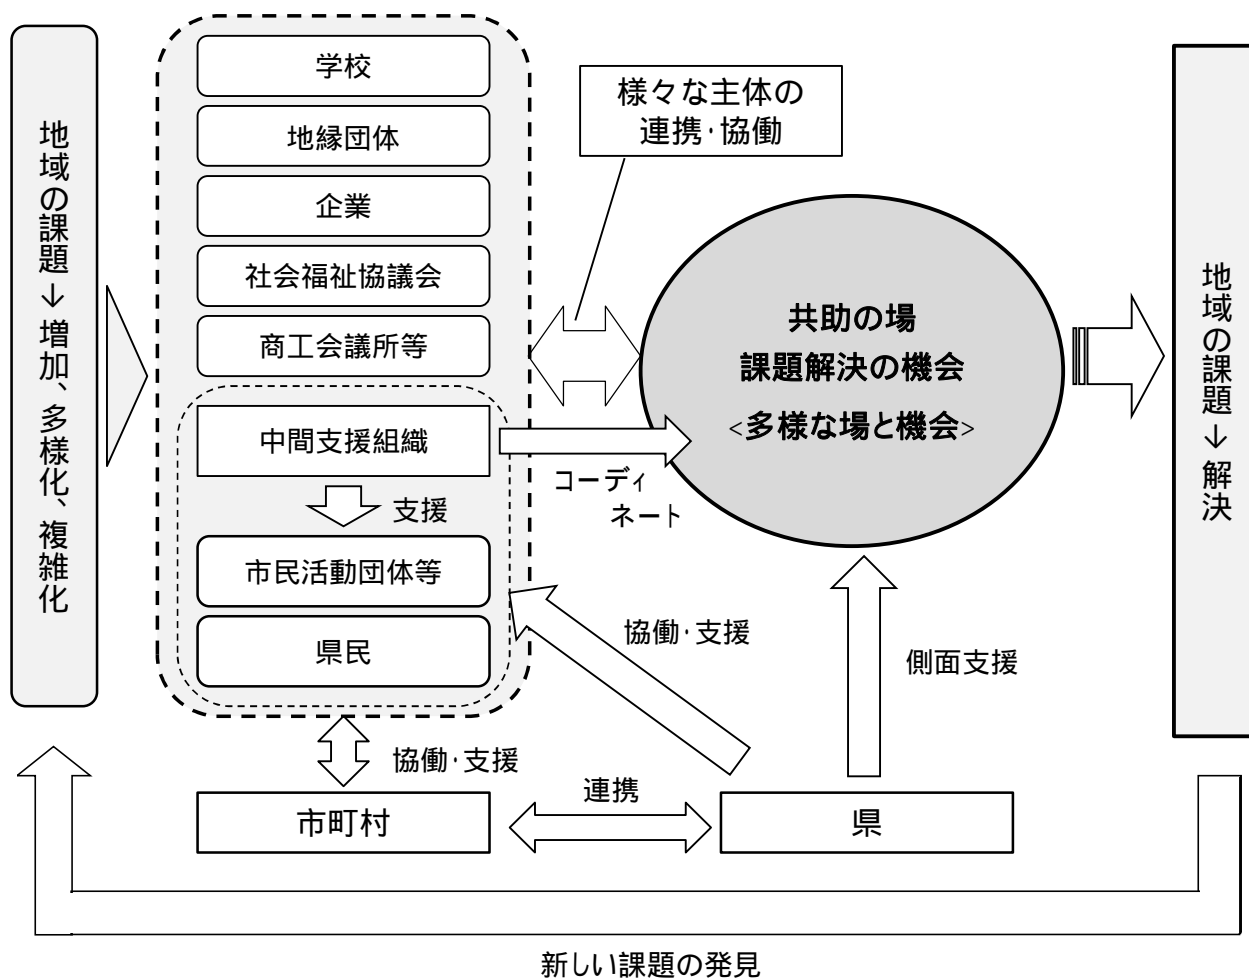 地域の課題→増加、多様化、複雑化
学校
地縁団体
企業
社会福祉協議会
商工会議所等
中間支援組織
支援
市民活動団体等
県民
様々な主体の
連携・協働
共助の場
課題解決の機会
<多様な場と機会>
コーディ
ネート
地域の課題→解決
協働・支援
側面支援
協働・支援
市町村
連携
県
新しい課題の発見